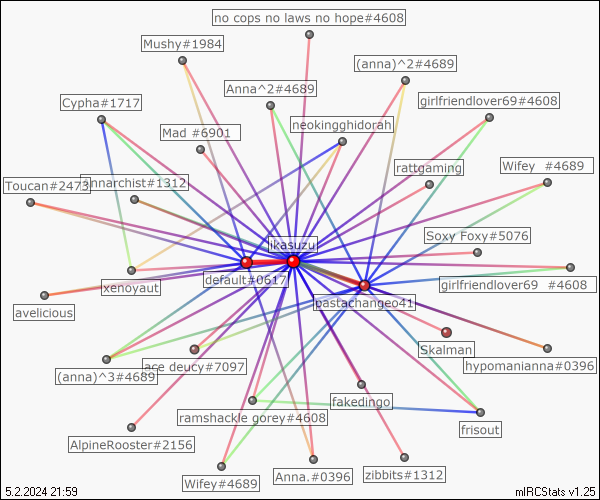 no cops no laws no hope#4608
Mushy#1984
(anna)^2#4689
Anna^2#4689
girlfriendlover69#4608
Cypha#1717
neokingghidorah
Mad #6901
rattgaming
Wifey #4689
Toucan#2473
annarchist#1312
Soxy Foxy#5076
ikasuzu
default#0617
xenoyaut
girlfriendlover69 #4608
pastachangeo41
avelicious
Skalman
ace deucy#7097
hypomanianna#0396
(anna)^3#4689
fakedingo
ramshackle gorey#4608
frisout
AlpineRooster#2156
Wifey#4689
Anna.#0396
zibbits#1312
5.2.2024 21:59
mIRCStats v1.25